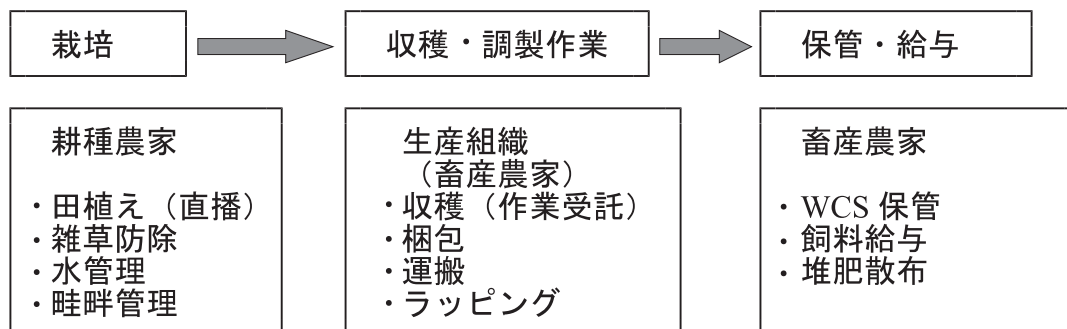 栽培
収穫・調製作業
保管・給与
耕種農家
・田植え（直播）
・雑草防除
・水管理
・畦畔管理
生産組織
（畜産農家）
・収穫（作業受託）
・梱包
・運搬
・ラッピング
畜産農家
・WCS 保管
・飼料給与
・堆肥散布